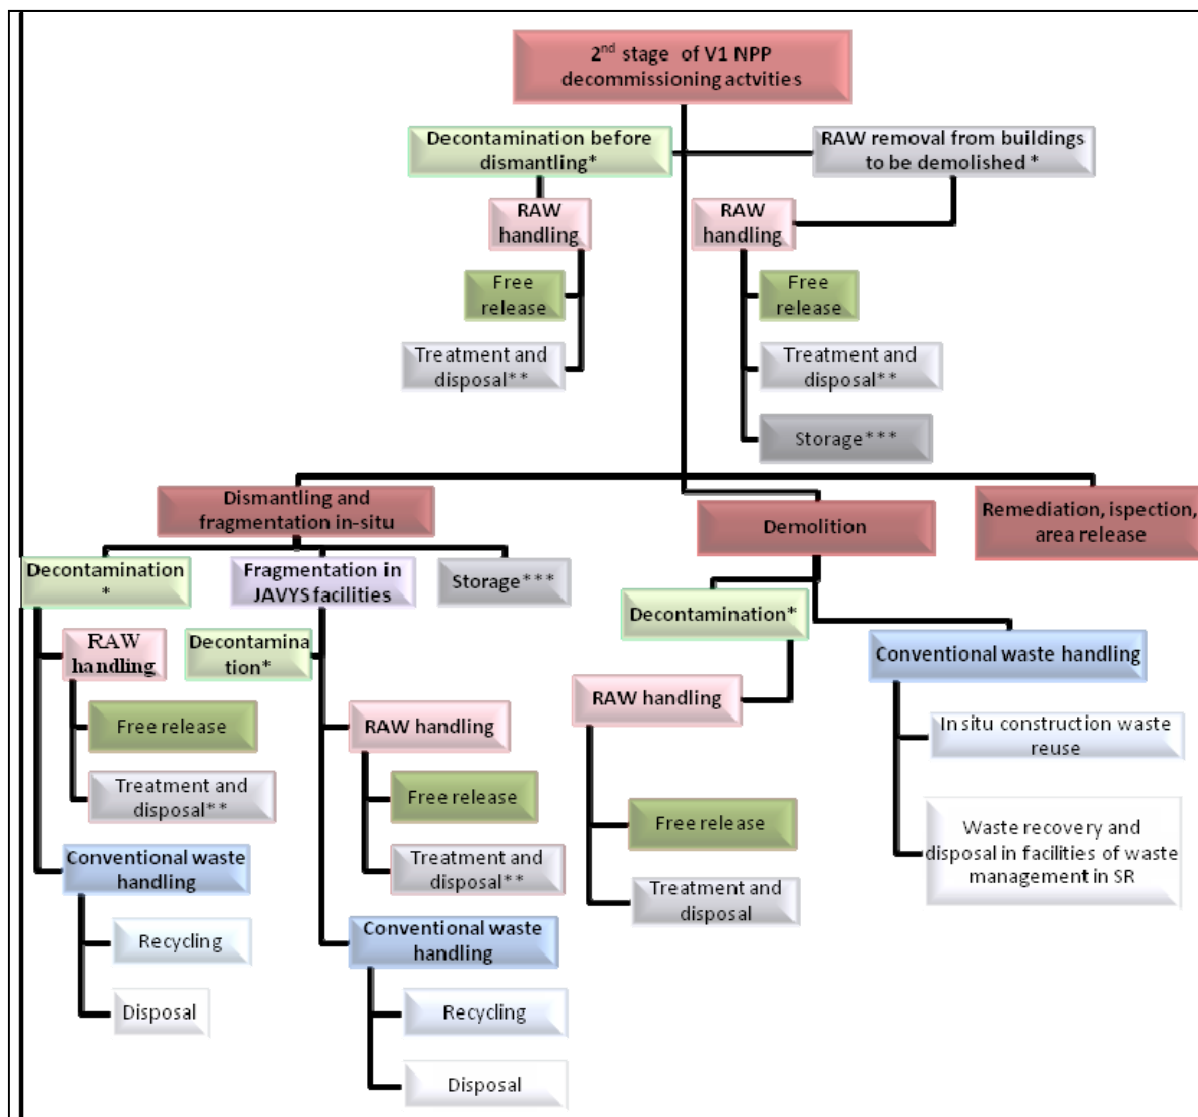 2nd stage of V1 NPP
decommissioning actvities
Decontamination before
dismantling*
RAW removal from buildings
to be demolished *
RAW
handling
RAW
handling
Free
release
Free
release
Treatment and
disposal**
Treatment and
disposal**
Storage***
Dismantling and
fragmentation in-situ
Demolition
Remediation, ispection,
area release
Decontamination
*
Fragmentation in
JAVYS facilities
Storage***
Decontamination*
Conventional waste handling
RAW
handling
Decontamina
tion*
RAW handling
In situ construction waste
reuse
Free release
RAW handling
Treatment and
disposal**
Free release
Free release
Waste recovery and
disposal in facilities of waste
management in SR
Conventional waste
handling
Treatment and
disposal**
Treatment and
disposal
Recycling
Conventional waste
handling
Disposal
Recycling
Disposal